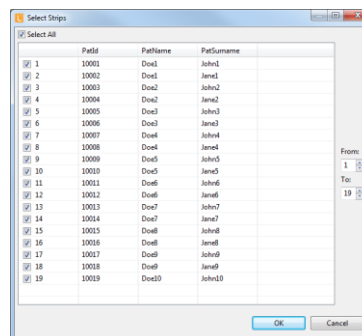 Select Strips
Select All
PatId PatName PatSurname
1 10001 Doe1 John1
2 10002 Doe1 Jane1
3 10003 Doe2 John2
4 10004 Doe2 Jane2
5 10005 Doe3 John3
6 10006 Doe3 Jane3
7 10007 Doe4 John4
8 10008 Doe4 Jane4
9 10009 Doe5 John5
10 10010 Doe5 Jane5
11 10011 Doe6 John6
12 10012 Doe6 Jane6
13 10013 Doe7 John7
14 10014 Doe7 Jane7
15 10015 Doe8 John8
16 10016 Doe8 Jane8
17 10017 Doe9 John9
18 10018 Doe9 Jane9
19 10019 Doe10 John10
From:
1
To:
19
OK Cancel